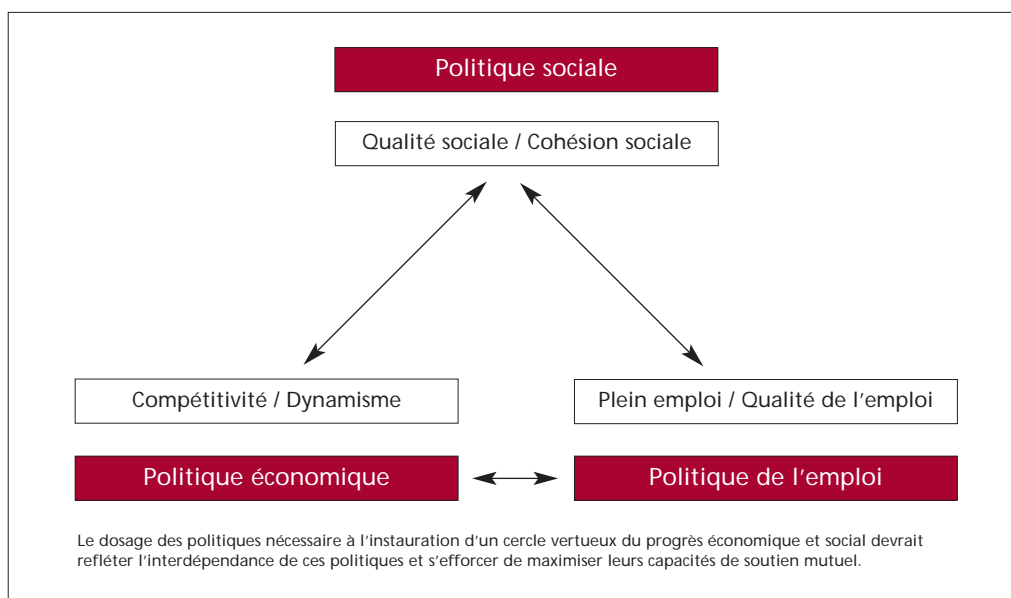 Politique sociale
Qualité sociale / Cohésion sociale
Compétitivité / Dynamisme
Plein emploi / Qualité de l'emploi
Politique économique
Politique de l'emploi
Le dosage des politiques nécessaire à l'instauration d'un cercle vertueux du progrès économique et social devrait
refléter l'interdépendance de ces politiques et s'efforcer de maximiser leurs capacités de soutien mutuel.